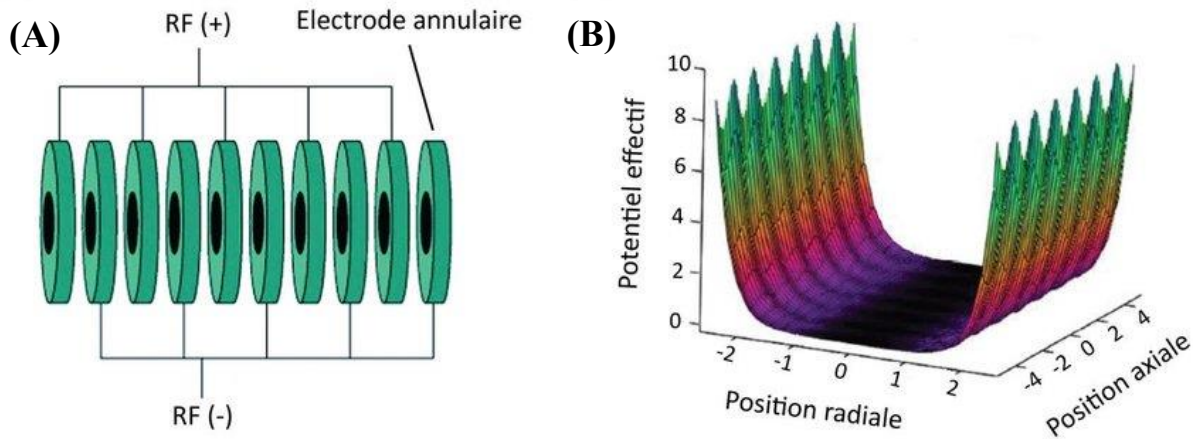 (A)
RF (+)
Electrode annulaire
RF (-)
(B)
Potentiel effectif
10
8
6
4
2
0
-2
-1
0
1
2
Position radiale
-4
-2
0
2
4
Position axiale